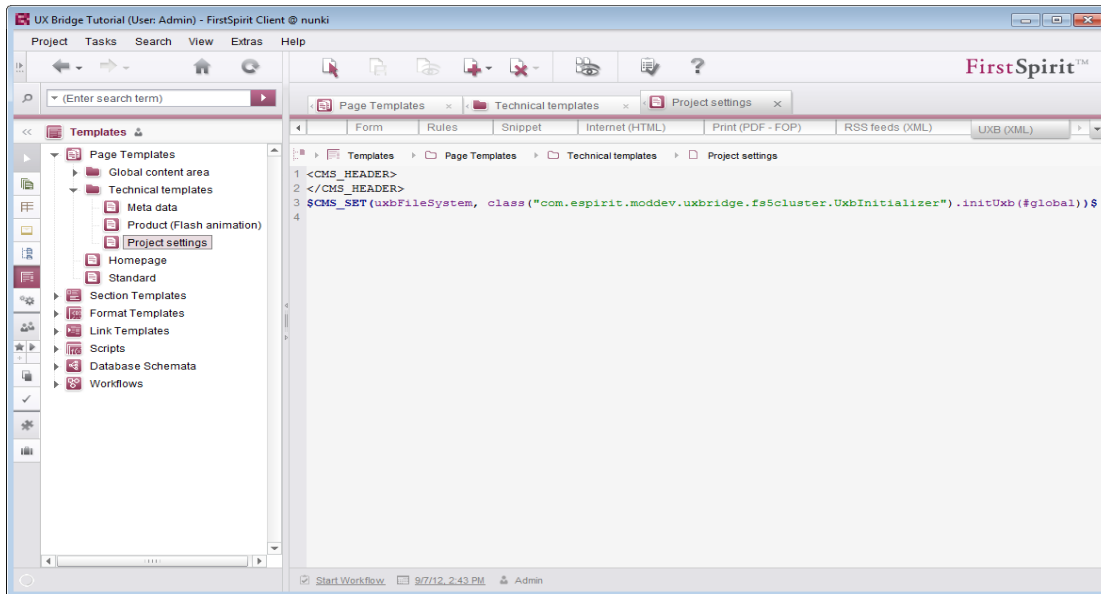 UX Bridge Tutorial (User: Admin) - FirstSpirit Client @ nunki
Project Tasks Search View Extras Help
FirstSpirit™
(Enter search term)
Page Templates Technical templates Project settings
Templates
Form Rules Snippet Internet (HTML) Print (PDF - FOP) RSS feeds (XML) UXB (XML)
Templates Page Templates Technical templates Project settings
Page Templates
Global content area
Technical templates
Meta data
Product (Flash animation)
Project settings
Homepage
Standard
Section Templates
Format Templates
Link Templates
Scripts
Database Schemata
Workflows
1 <CMS_HEADER>
2 </CMS_HEADER>
3 $CMS_SET(uxbFileSystem, class("com.espirit.moddev.uxbridge.fs5cluster.UxbInitializer").initUxb(#global))$
4
Start Workflow 9/7/12, 2:43 PM Admin